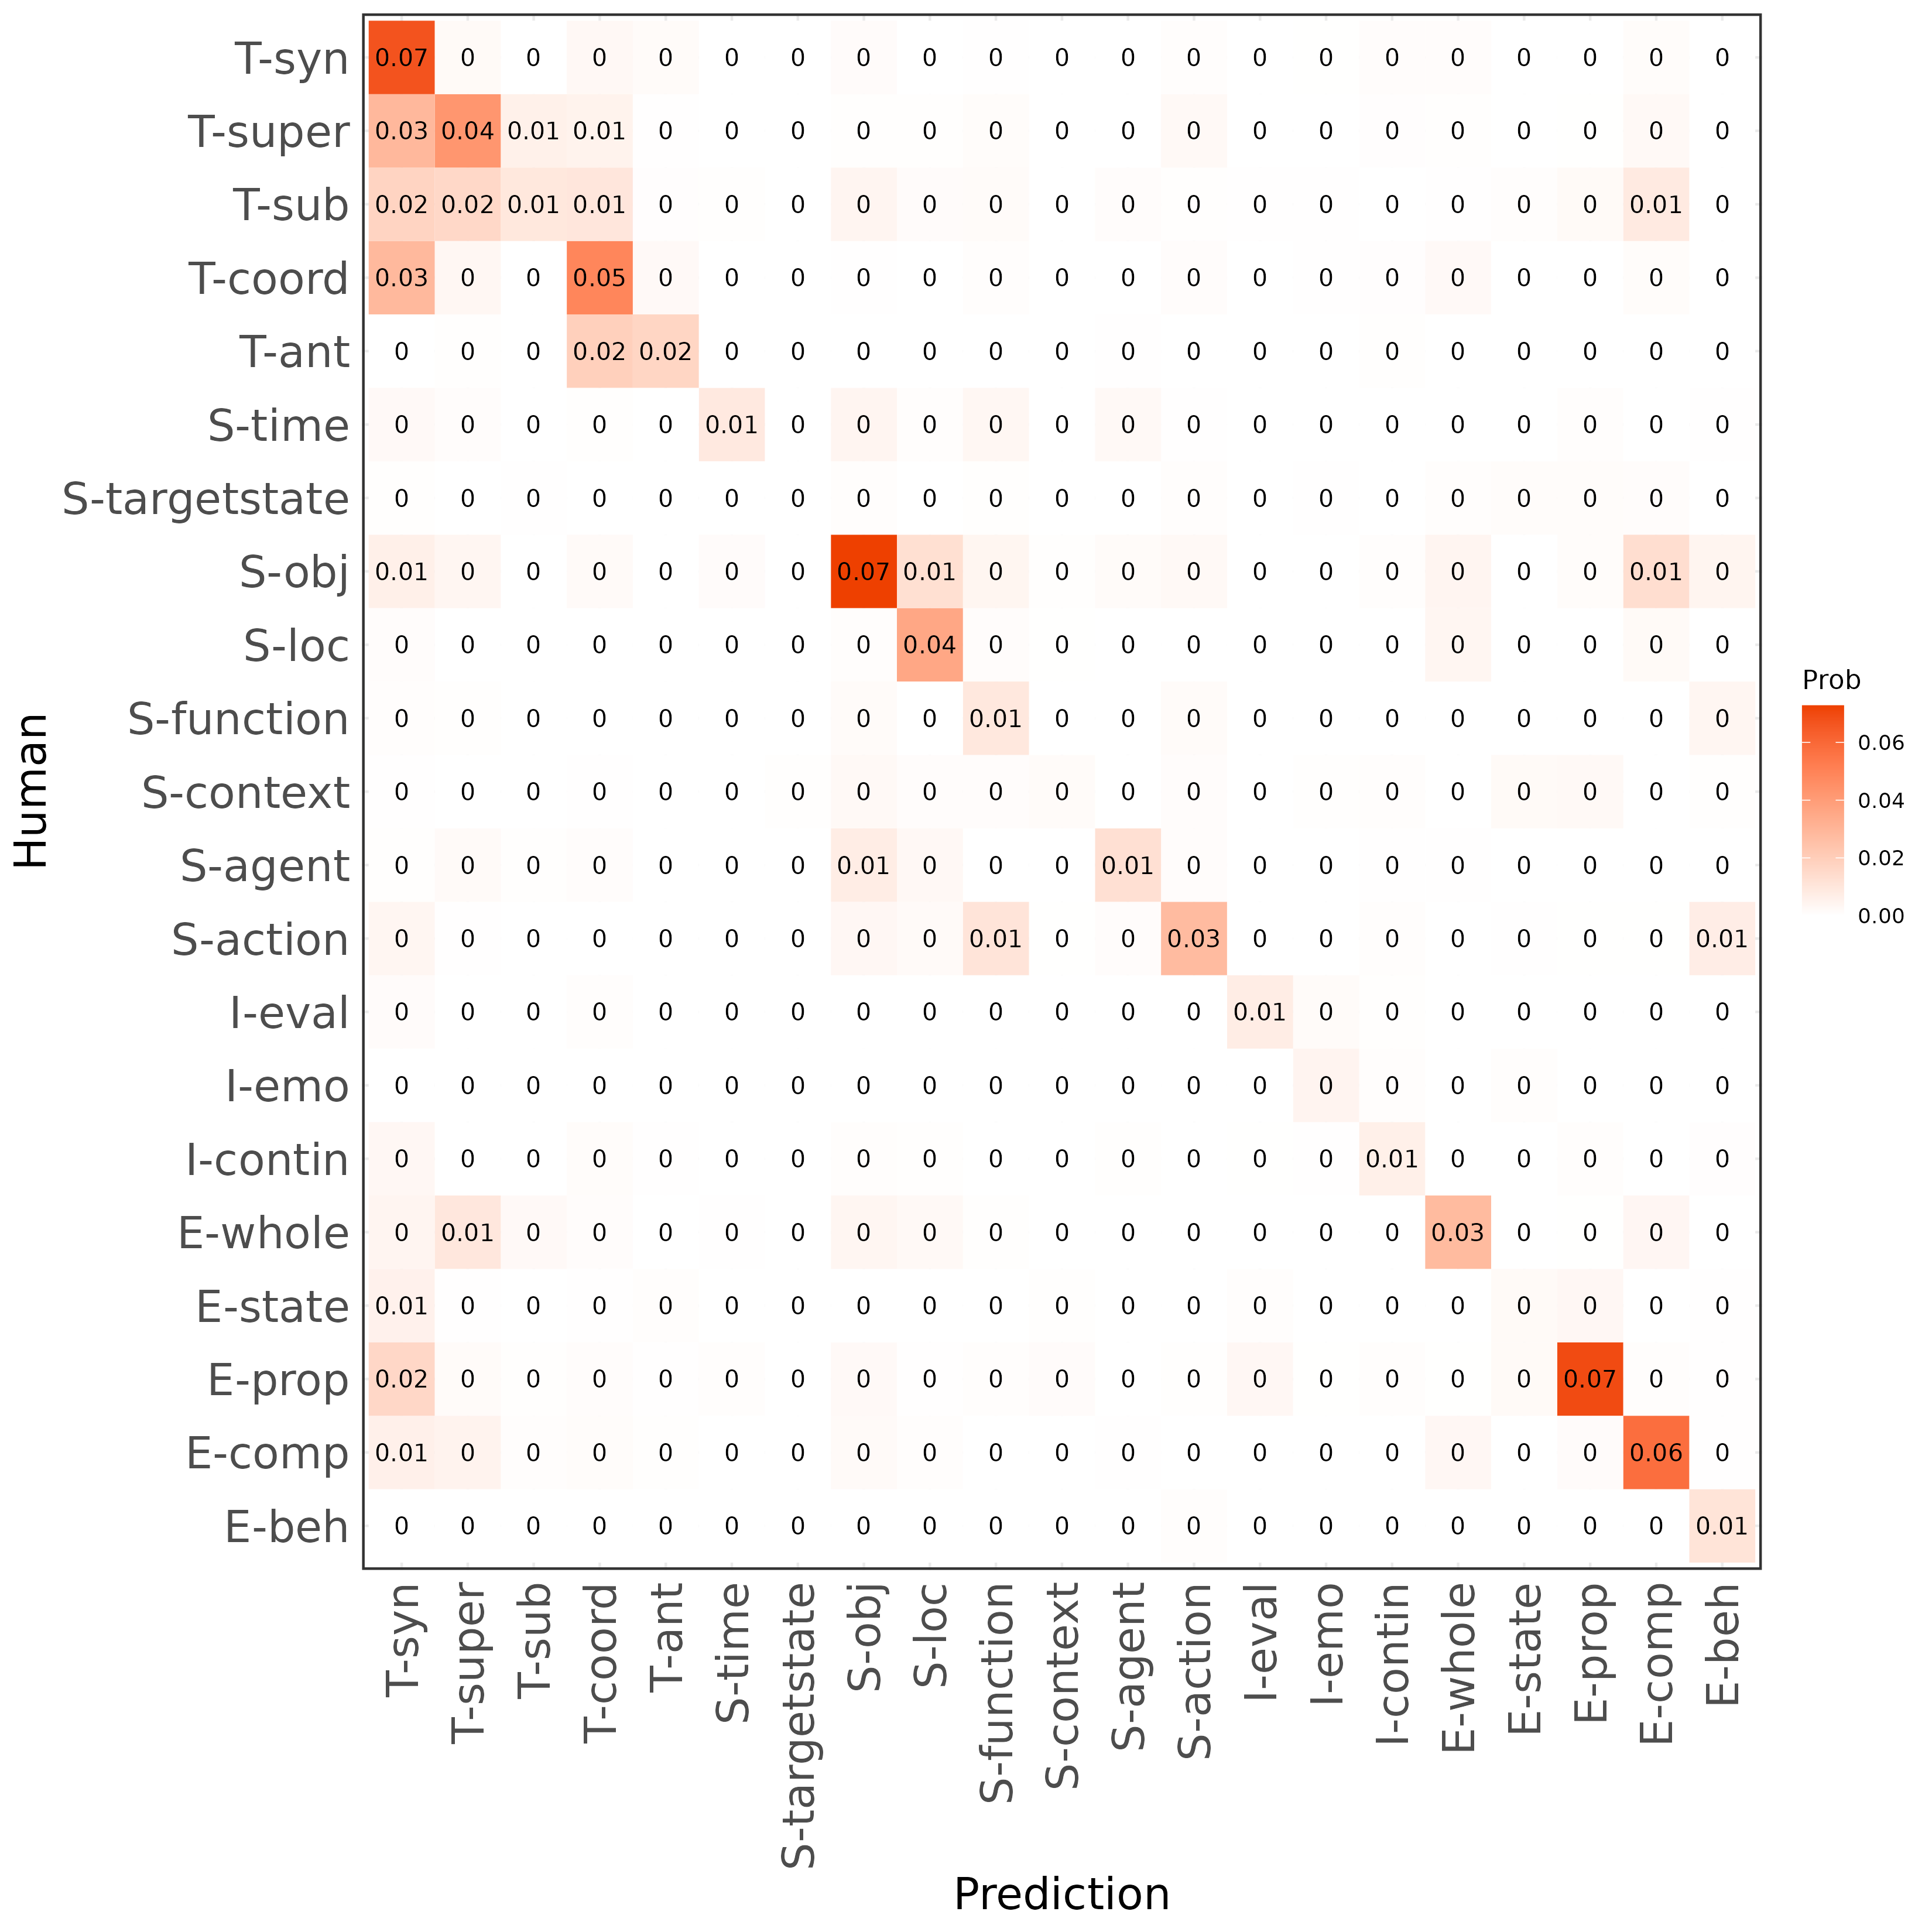 T-syn 0.07 0 0 0 0 0 0 0 0 0 0 0 0 0 0 0 0 0 0 0 0
T-super 0.03 0.04 0.01 0.01 0 0 0 0 0 0 0 0 0 0 0 0 0 0 0 0 0
T-sub 0.02 0.02 0.01 0.01 0 0 0 0 0 0 0 0 0 0 0 0 0 0 0 0.01 0
T-coord 0.03 0 0 0.05 0 0 0 0 0 0 0 0 0 0 0 0 0 0 0 0 0
T-ant 0 0 0 0.02 0.02 0 0 0 0 0 0 0 0 0 0 0 0 0 0 0 0
S-time 0 0 0 0 0 0.01 0 0 0 0 0 0 0 0 0 0 0 0 0 0 0
S-targetstate 0 0 0 0 0 0 0 0 0 0 0 0 0 0 0 0 0 0 0 0 0
S-obj 0.01 0 0 0 0 0 0 0.07 0.01 0 0 0 0 0 0 0 0 0 0 0.01 0
S-loc 0 0 0 0 0 0 0 0 0.04 0 0 0 0 0 0 0 0 0 0 0 0
S-function 0 0 0 0 0 0 0 0 0 0.01 0 0 0 0 0 0 0 0 0 0 0
S-context 0 0 0 0 0 0 0 0 0 0 0 0 0 0 0 0 0 0 0 0 0
S-agent 0 0 0 0 0 0 0 0.01 0 0 0 0.01 0 0 0 0 0 0 0 0 0
S-action 0 0 0 0 0 0 0 0 0 0.01 0 0 0.03 0 0 0 0 0 0 0 0.01
I-eval 0 0 0 0 0 0 0 0 0 0 0 0 0 0.01 0 0 0 0 0 0 0
I-emo 0 0 0 0 0 0 0 0 0 0 0 0 0 0 0 0 0 0 0 0 0
I-contin 0 0 0 0 0 0 0 0 0 0 0 0 0 0 0 0.01 0 0 0 0 0
E-whole 0 0.01 0 0 0 0 0 0 0 0 0 0 0 0 0 0 0.03 0 0 0 0
E-state 0.01 0 0 0 0 0 0 0 0 0 0 0 0 0 0 0 0 0 0 0 0
E-prop 0.02 0 0 0 0 0 0 0 0 0 0 0 0 0 0 0 0 0 0.07 0 0
E-comp 0.01 0 0 0 0 0 0 0 0 0 0 0 0 0 0 0 0 0 0 0.06 0
E-beh 0 0 0 0 0 0 0 0 0 0 0 0 0 0 0 0 0 0 0 0 0.01
T-syn T-super T-sub T-coord T-ant S-time S-targetstate S-obj S-loc S-function S-context S-agent S-action I-eval I-emo I-contin E-whole E-state E-prop E-comp E-beh
Prediction
Human
Prob
0.06
0.04
0.02
0.00